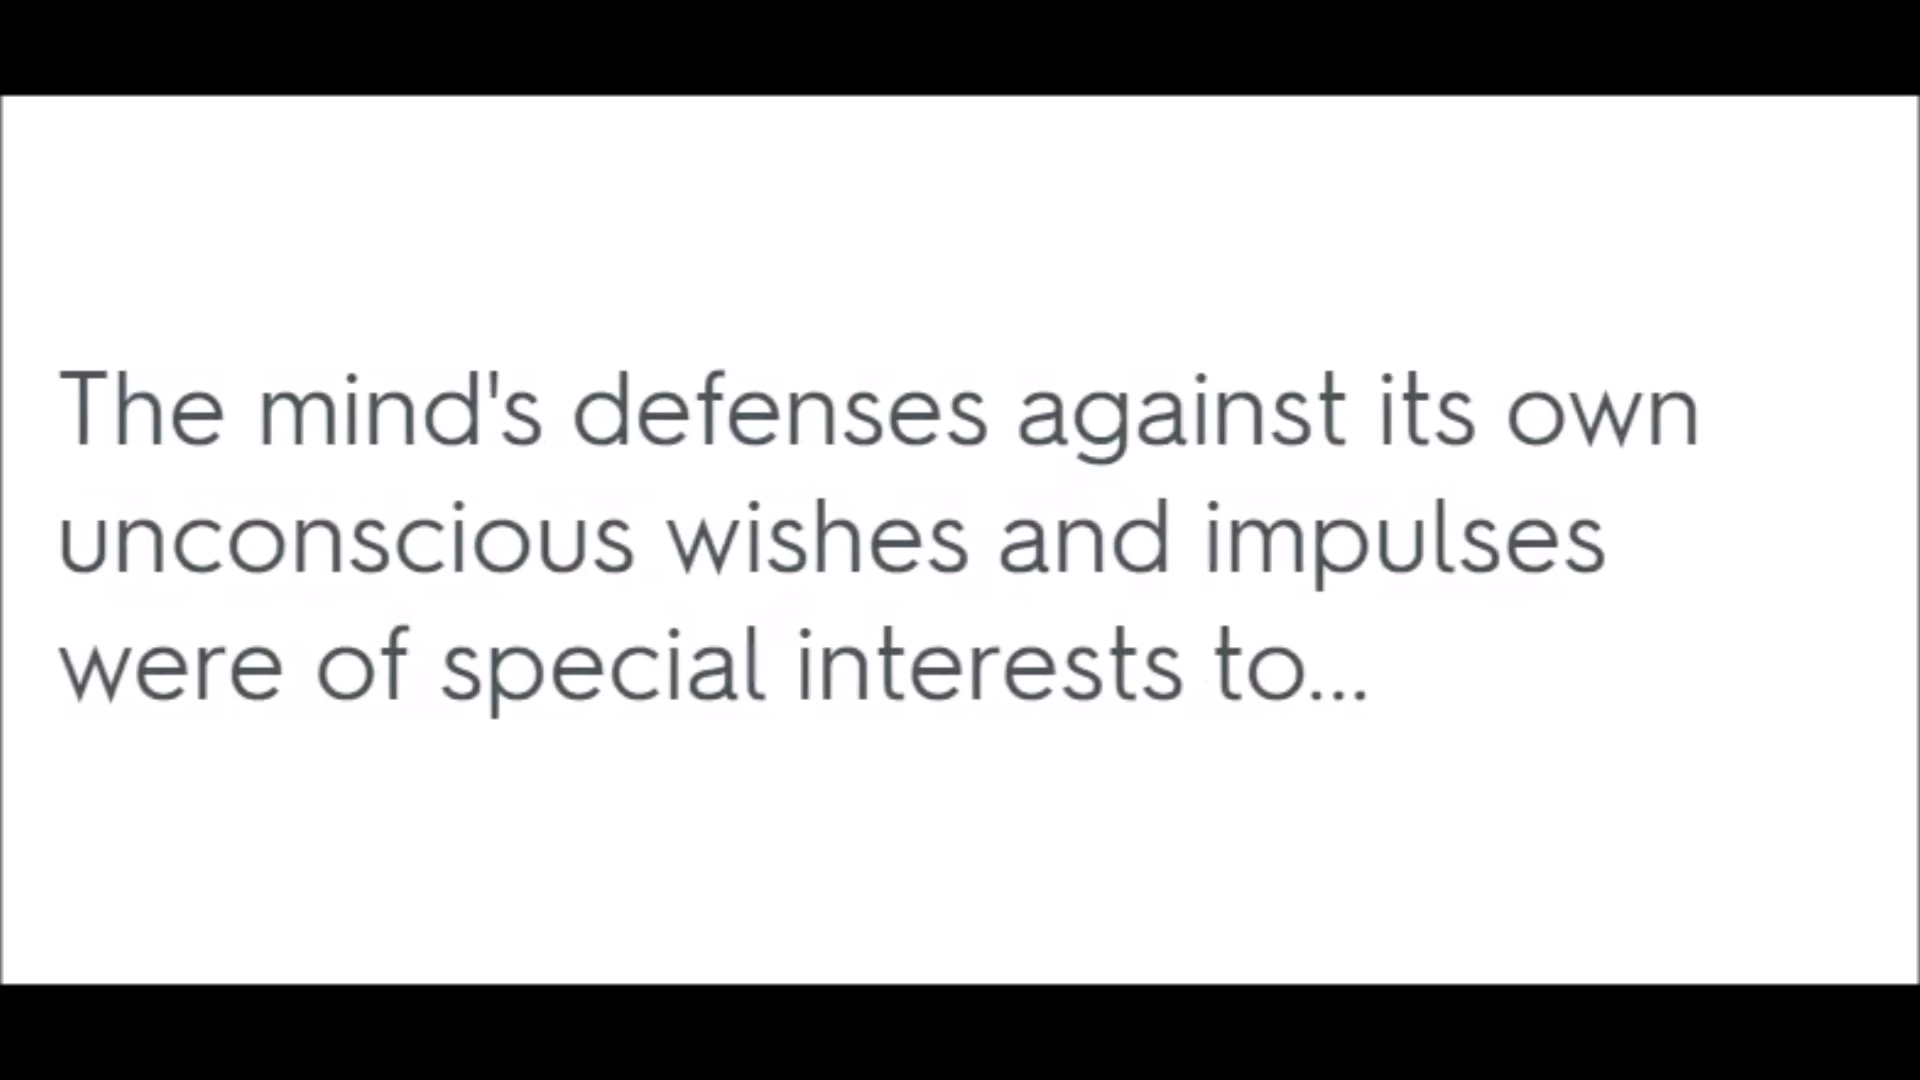 The mind's defenses against its own
unconscious wishes and impulses
were of special interests to...